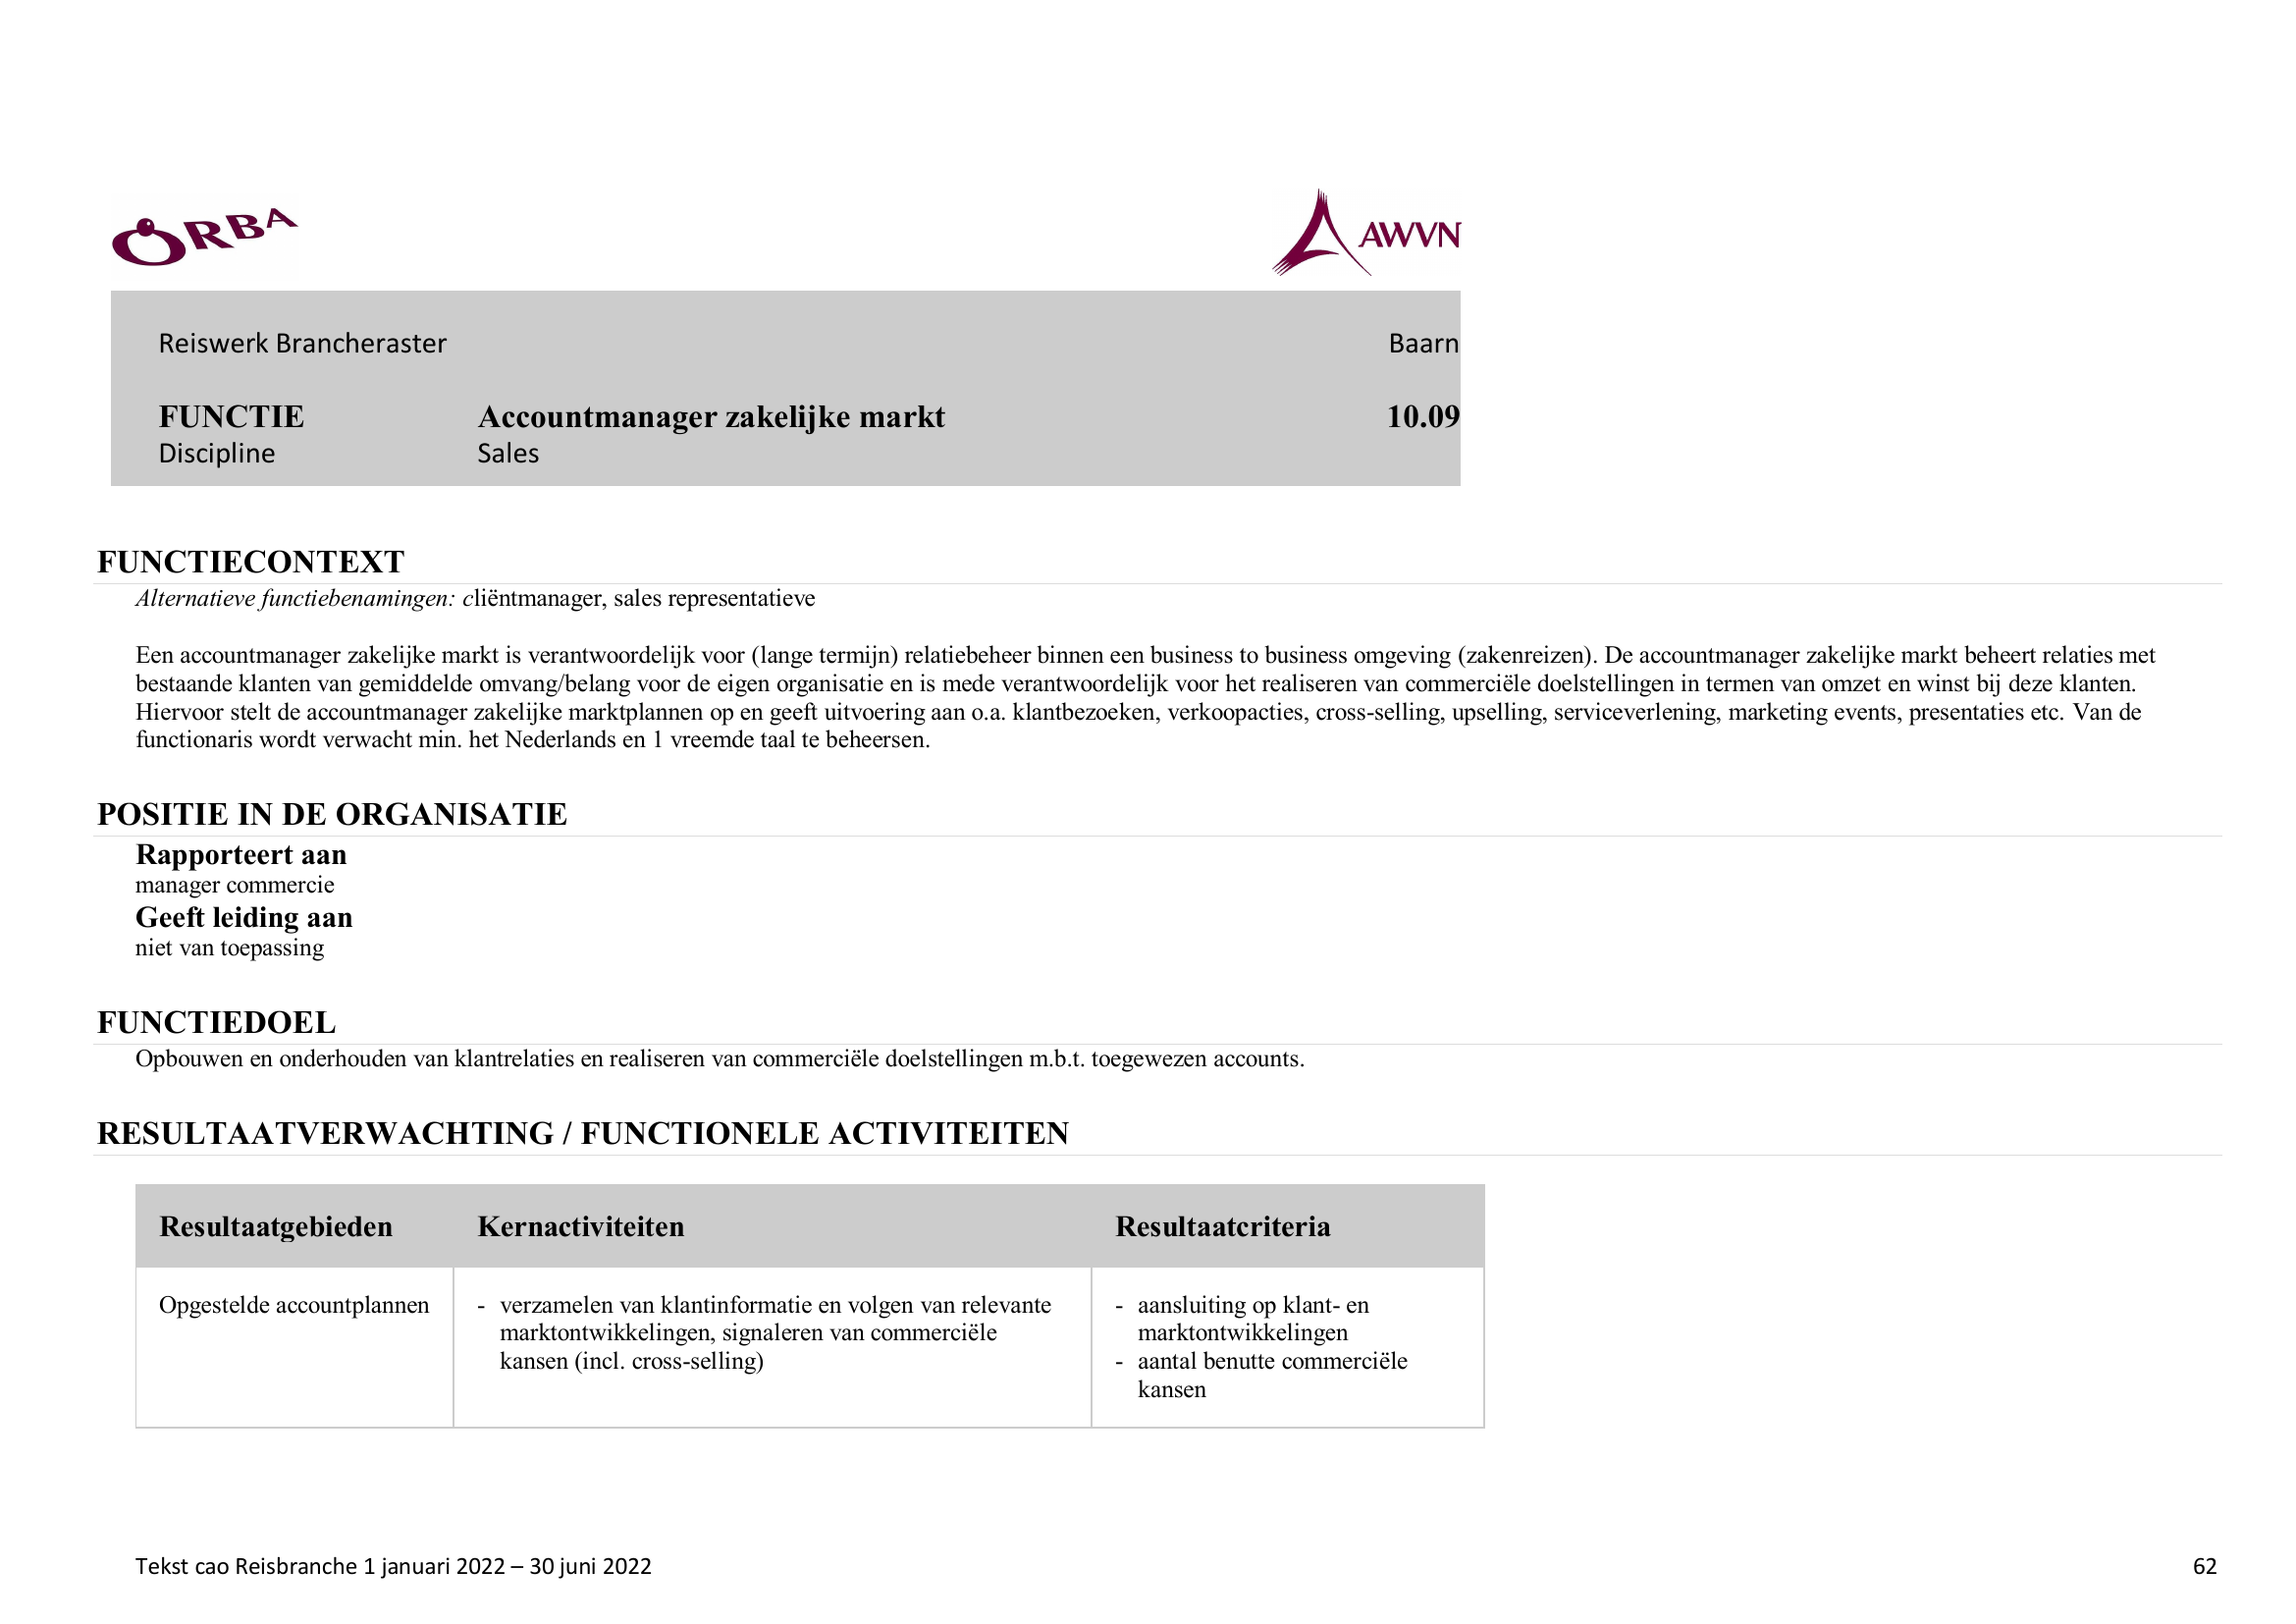 ORBA
AWVN
Reiswerk Brancheraster Baarn
FUNCTIE Accountmanager zakelijke markt 10.09
Discipline Sales
FUNCTIECONTEXT
Alternatieve functiebenamingen: cliëntmanager, sales representatieve
Een accountmanager zakelijke markt is verantwoordelijk voor (lange termijn) relatiebeheer binnen een business to business omgeving (zakenreizen). De accountmanager zakelijke markt beheert relaties met
bestaande klanten van gemiddelde omvang/belang voor de eigen organisatie en is mede verantwoordelijk voor het realiseren van commerciële doelstellingen in termen van omzet en winst bij deze klanten.
Hiervoor stelt de accountmanager zakelijke marktplannen op en geeft uitvoering aan o.a. klantbezoeken, verkoopacties, cross-selling, upselling, serviceverlening, marketing events, presentaties etc. Van de
functionaris wordt verwacht min. het Nederlands en 1 vreemde taal te beheersen.
POSITIE IN DE ORGANISATIE
Rapporteert aan
manager commercie
Geeft leiding aan
niet van toepassing
FUNCTIEDOEL
Opbouwen en onderhouden van klantrelaties en realiseren van commerciële doelstellingen m.b.t. toegewezen accounts.
RESULTAATVERWACHTING / FUNCTIONELE ACTIVITEITEN
Resultaatgebieden Kernactiviteiten Resultaatcriteria
Opgestelde accountplannen
- verzamelen van klantinformatie en volgen van relevante
marktontwikkelingen, signaleren van commerciële
kansen (incl. cross-selling)
- aansluiting op klant- en
marktontwikkelingen
- aantal benutte commerciële
kansen
Tekst cao Reisbranche 1 januari 2022 – 30 juni 2022 62